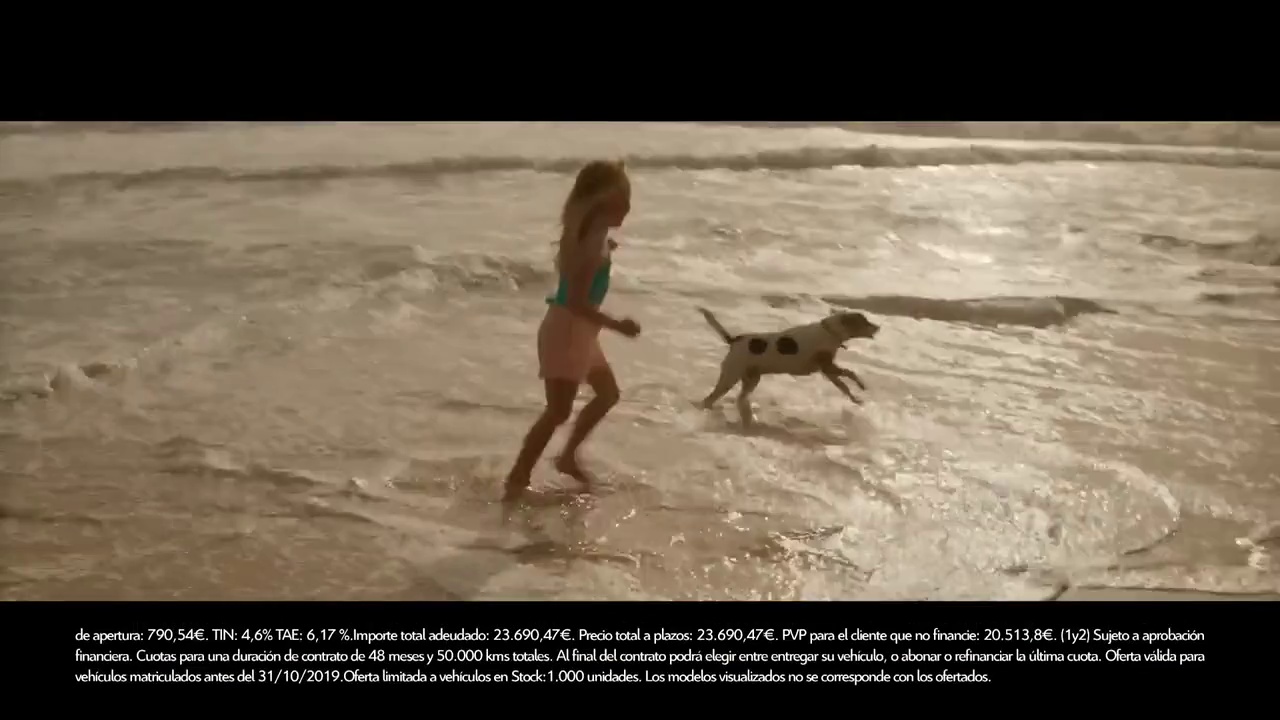 de apertura: 790,54€. TIN: 4,6% TAE: 6,17 %.Importe total adeudado: 23.690,47€. Precio total a plazos: 23.690,47€. PVP para el cliente que no financie: 20.513,8€. (1y2) Sujeto a aprobación
financiera. Cuotas para una duración de contrato de 48 meses y 50.000 kms totales. Al final del contrato podrá elegir entre entregar su vehículo, o abonar o refinanciar la última cuota. Oferta válida para
vehículos matriculados antes del 31/10/2019.Oferta limitada a vehículos en Stock:1.000 unidades. Los modelos visualizados no se corresponde con los ofertados.